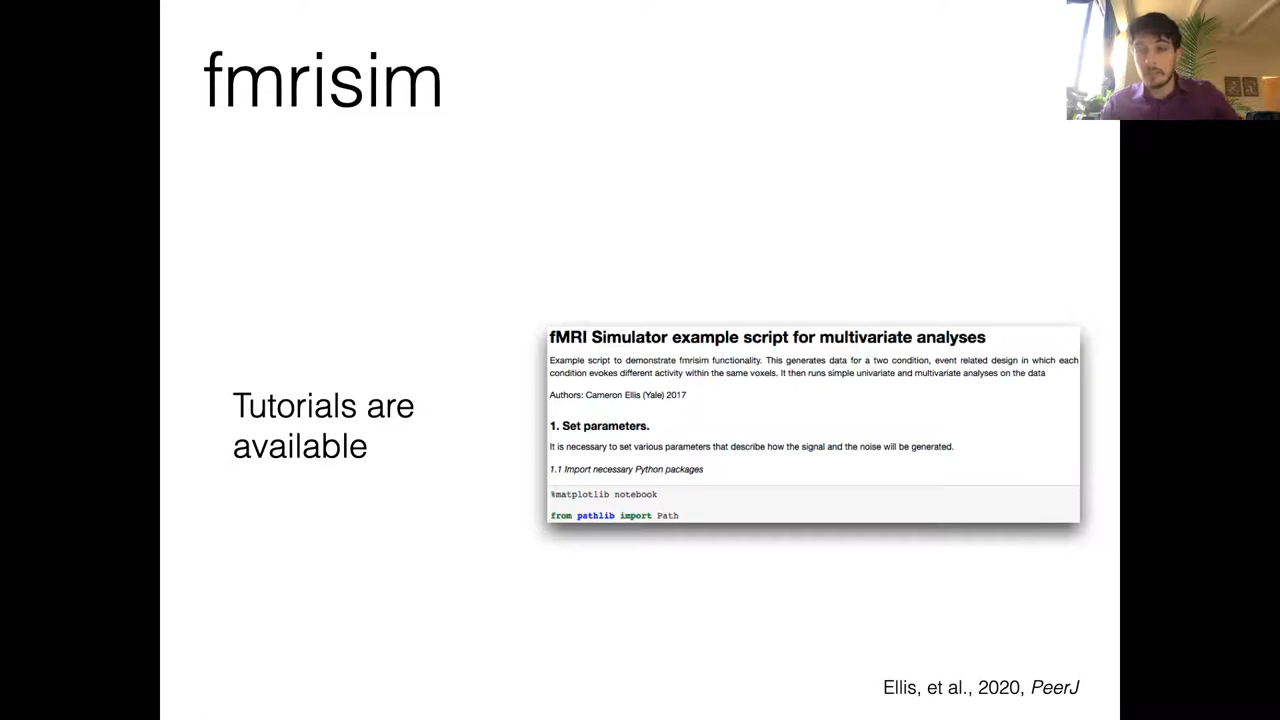 fmrisim
Tutorials are
available
fMRI Simulator example script for multivariate analyses
Example script to demonstrate fmrisim functionality. This generates data for a two condition, event related design in which each
condition evokes different activity within the same voxels. It then runs simple univariate and multivariate analyses on the data
Authors: Cameron Ellis (Yale) 2017
1. Set parameters.
It is necessary to set various parameters that describe how the signal and the noise will be generated.
1.1 Import necessary Python packages
%matplotlib notebook
from pathlib import Path
Ellis, et al., 2020, PeerJ